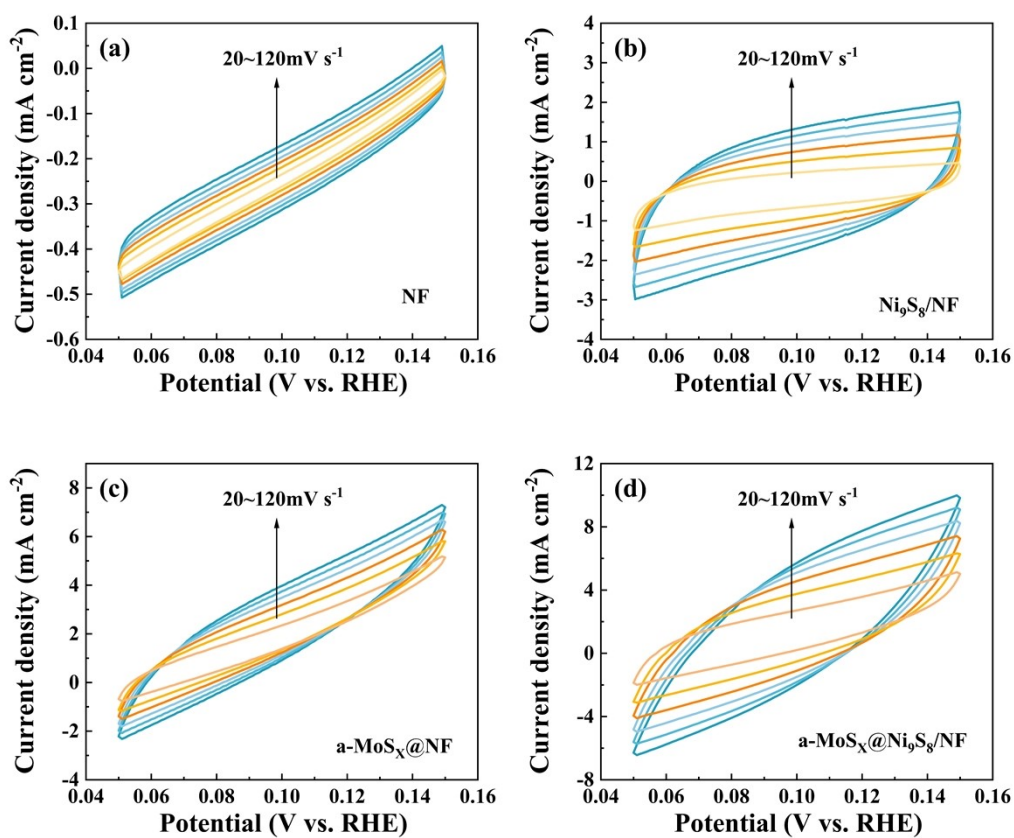 (a)
20~120mV s⁻¹
NF
Current density (mA cm⁻²)
0.1
0.0
-0.1
-0.2
-0.3
-0.4
-0.5
-0.6
0.04 0.06 0.08 0.10 0.12 0.14 0.16
Potential (V vs. RHE)
(b)
20~120mV s⁻¹
Ni₉S₈/NF
Current density (mA cm⁻²)
4
3
2
1
0
-1
-2
-3
-4
0.04 0.06 0.08 0.10 0.12 0.14 0.16
Potential (V vs. RHE)
(c)
20~120mV s⁻¹
a-MoSₓ@NF
Current density (mA cm⁻²)
8
6
4
2
0
-2
-4
0.04 0.06 0.08 0.10 0.12 0.14 0.16
Potential (V vs. RHE)
(d)
20~120mV s⁻¹
a-MoSₓ@Ni₉S₈/NF
Current density (mA cm⁻²)
12
8
4
0
-4
-8
0.04 0.06 0.08 0.10 0.12 0.14 0.16
Potential (V vs. RHE)